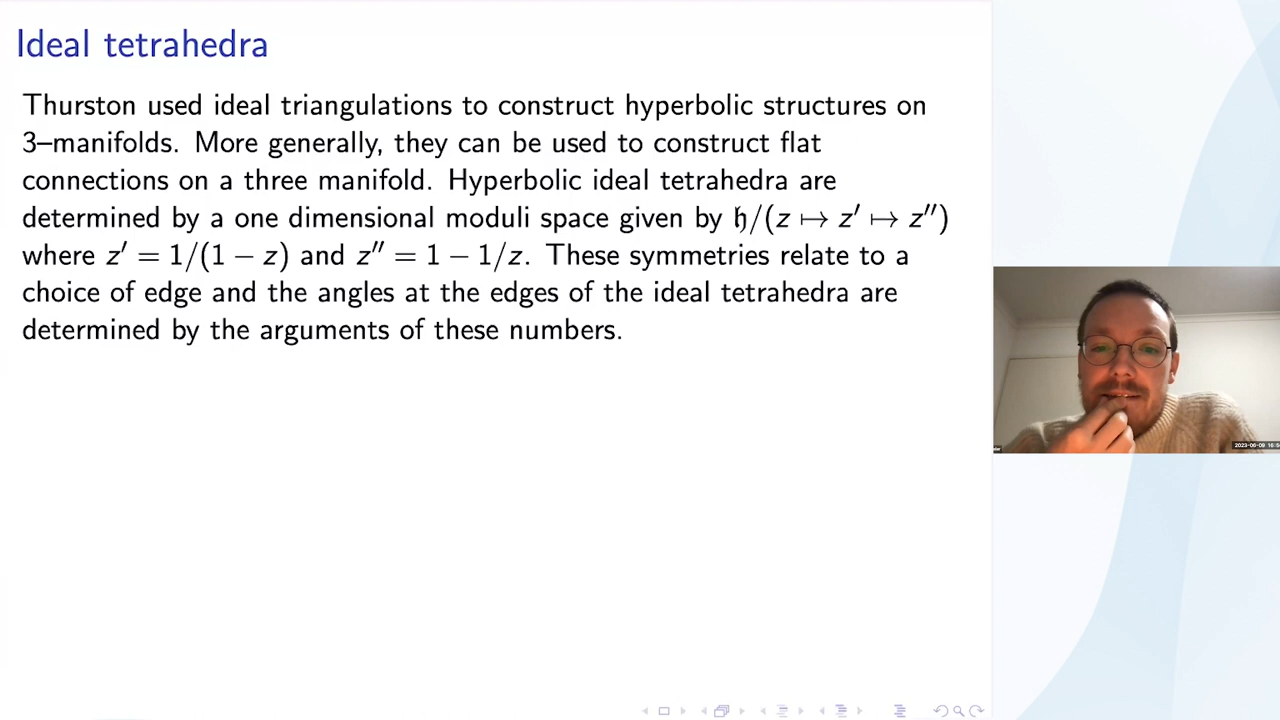 Ideal tetrahedra
Thurston used ideal triangulations to construct hyperbolic structures on
3–manifolds. More generally, they can be used to construct flat
connections on a three manifold. Hyperbolic ideal tetrahedra are
determined by a one dimensional moduli space given by 𝔥/(z ↦ z′ ↦ z″)
where z′ = 1/(1 − z) and z″ = 1 − 1/z. These symmetries relate to a
choice of edge and the angles at the edges of the ideal tetrahedra are
determined by the arguments of these numbers.